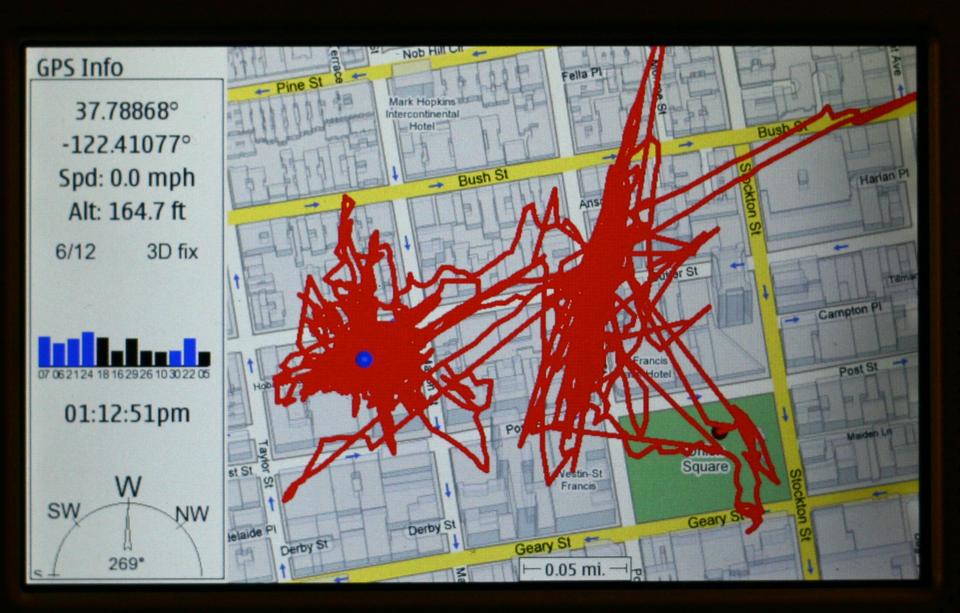 GPS Info
37.78868°
-122.41077°
Spd: 0.0 mph
Alt: 164.7 ft
6/12 3D fix
07 06 21 24 18 16 29 26 10 30 22 05
01:12:51pm
W
SW NW
269°
S
Nob Hill Cir
Pine St
Fella Pl
Mark Hopkins
Intercontinental
Hotel
Bush St
Bush St
Stockton St
Harlan Pl
Campton Pl
Francis
Hotel
Post St
Maiden Ln
Taylor St
st St
Square
Westin-St
Francis
Stockton St
Geary St
elaide Pl
Derby St
Derby St
Geary St
0.05 mi.